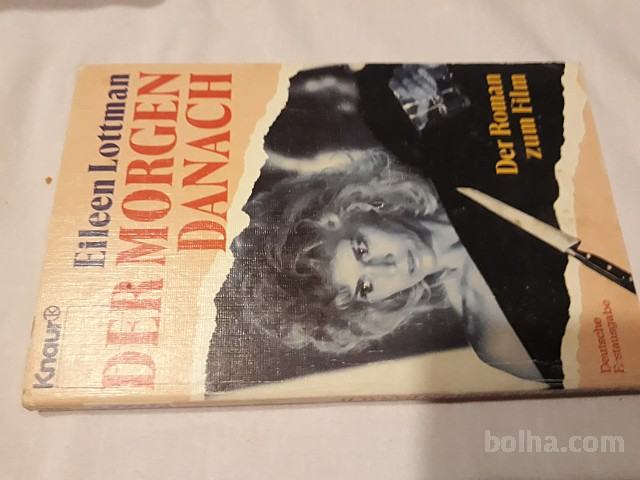 Eileen Lottman
DER MORGEN
DANACH
Der Roman
zum Film
Deutsche
Erstausgabe
Knaur
bolha.com